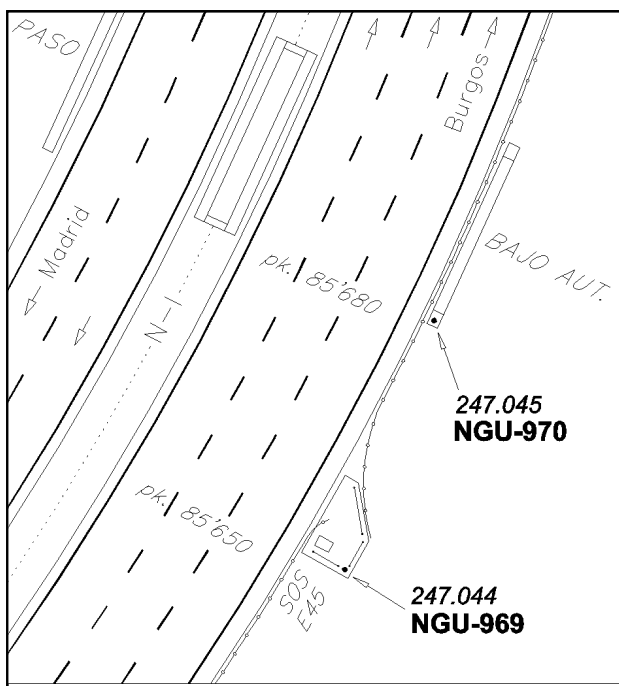 PASO
Burgos
Madrid
BAJO AUT.
pk. 85'680
N-I
247.045
NGU-970
pk. 85'650
SOS
E45
247.044
NGU-969